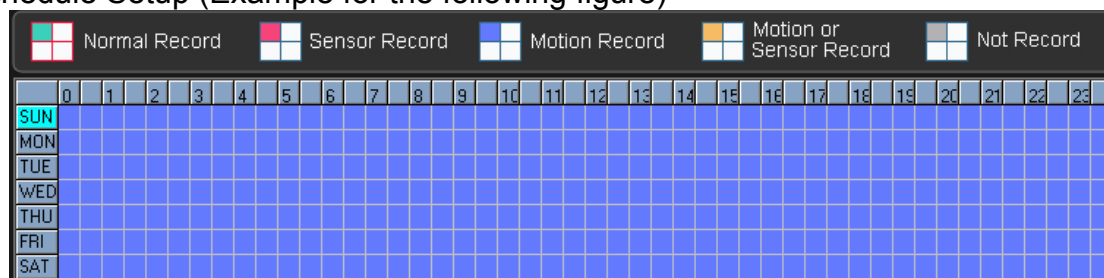 hedule Setup (Example for the following figure)
Normal Record Sensor Record Motion Record Motion or Sensor Record Not Record
0 1 2 3 4 5 6 7 8 9 10 11 12 13 14 15 16 17 18 19 20 21 22 23
SUN
MON
TUE
WED
THU
FRI
SAT